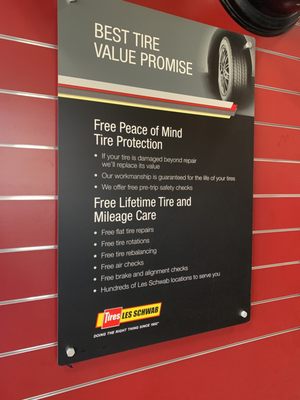 BEST TIRE
VALUE PROMISE
Free Peace of Mind
Tire Protection
• If your tire is damaged beyond repair
we'll replace its value
• Our workmanship is guaranteed for the life of your tires
• We offer free pre-trip safety checks
Free Lifetime Tire and
Mileage Care
• Free flat tire repairs
• Free tire rotations
• Free tire rebalancing
• Free air checks
• Free brake and alignment checks
• Hundreds of Les Schwab locations to serve you
Tires LES SCHWAB
DOING THE RIGHT THING SINCE 1952